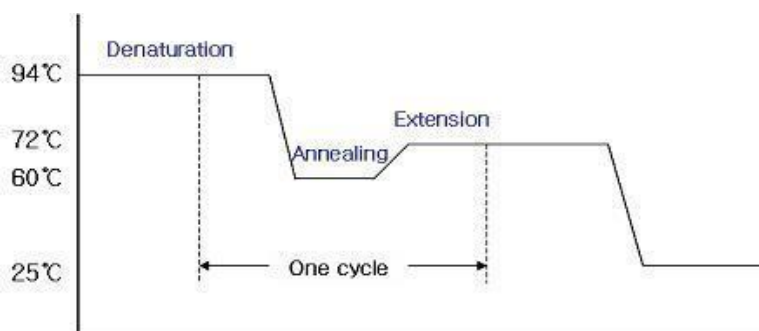 Denaturation
94℃
Extension
72℃
Annealing
60℃
One cycle
25℃